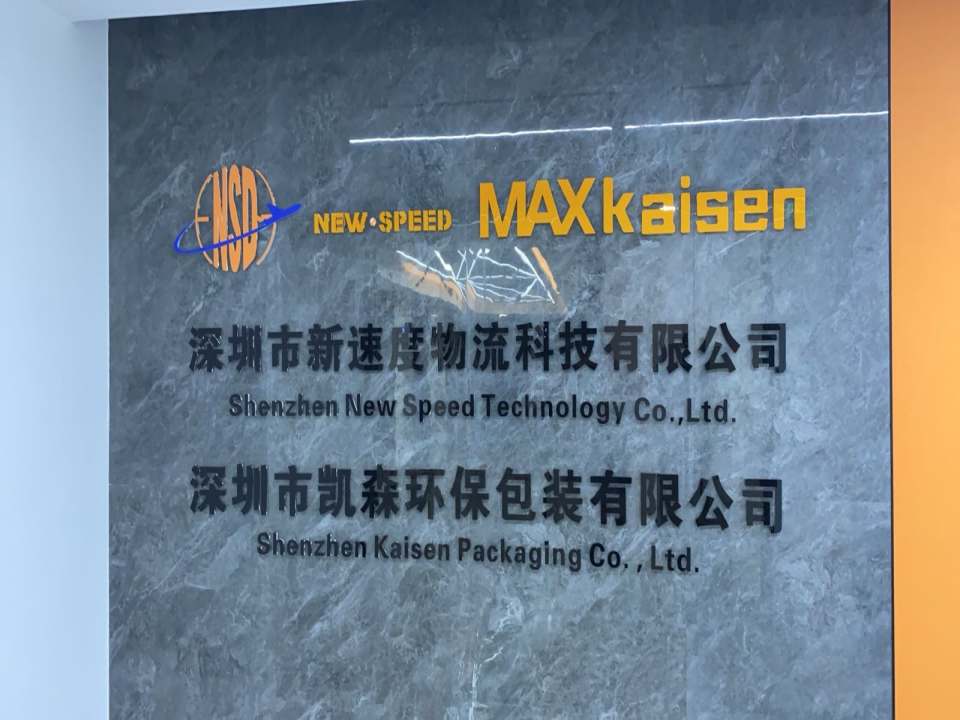 NSD NEW·SPEED MAXkaisen
深圳市新速度物流科技有限公司
Shenzhen New Speed Technology Co.,Ltd.
深圳市凯森环保包装有限公司
Shenzhen Kaisen Packaging Co., Ltd.